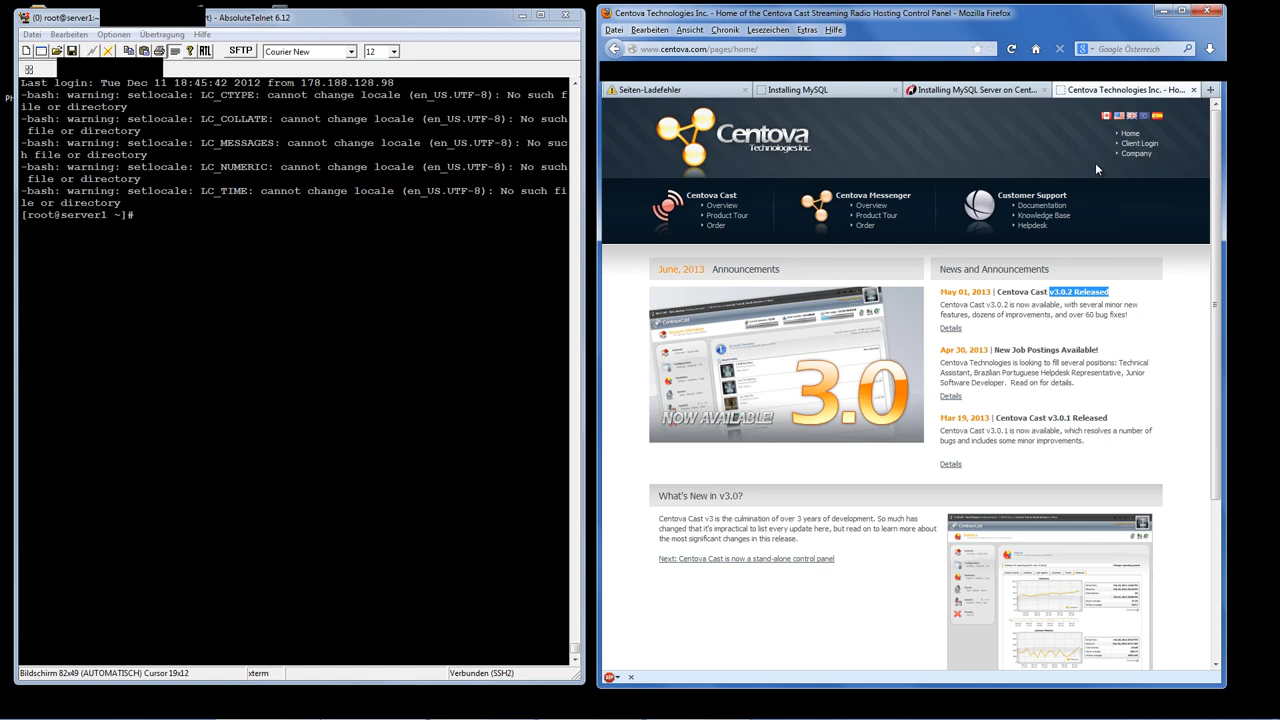 (1) root@server1:~
t) - AbsoluteTelnet 6.12
Datei Bearbeiten Optionen Übertragung Hilfe
RTL SFTP Courier New 12
Last login: Tue Dec 11 18:45:42 2012 from 178.188.128.98
-bash: warning: setlocale: LC_CTYPE: cannot change locale (en_US.UTF-8): No such f
ile or directory
-bash: warning: setlocale: LC_COLLATE: cannot change locale (en_US.UTF-8): No such
 file or directory
-bash: warning: setlocale: LC_MESSAGES: cannot change locale (en_US.UTF-8): No suc
h file or directory
-bash: warning: setlocale: LC_NUMERIC: cannot change locale (en_US.UTF-8): No such
 file or directory
-bash: warning: setlocale: LC_TIME: cannot change locale (en_US.UTF-8): No such fi
le or directory
[root@server1 ~]#
Bildschirm 82x49 (AUTOMATISCH) Cursor 19x12 xterm Verbunden (SSH2)
Centova Technologies Inc. - Home of the Centova Cast Streaming Radio Hosting Control Panel - Mozilla Firefox
Datei Bearbeiten Ansicht Chronik Lesezeichen Extras Hilfe
www.centova.com/pages/home/
Google Österreich
Seiten-Ladefehler
Installing MySQL
Installing MySQL Server on Cent...
Centova Technologies Inc. - Ho...
Centova
Technologies Inc.
Home
Client Login
Company
Centova Cast
Overview
Product Tour
Order
Centova Messenger
Overview
Product Tour
Order
Customer Support
Documentation
Knowledge Base
Helpdesk
June, 2013 Announcements
NOW AVAILABLE! 3.0
News and Announcements
May 01, 2013 | Centova Cast v3.0.2 Released
Centova Cast v3.0.2 is now available, with several minor new
features, dozens of improvements, and over 60 bug fixes!
Details
Apr 30, 2013 | New Job Postings Available!
Centova Technologies is looking to fill several positions: Technical
Assistant, Brazilian Portuguese Helpdesk Representative, Junior
Software Developer. Read on for details.
Details
Mar 19, 2013 | Centova Cast v3.0.1 Released
Centova Cast v3.0.1 is now available, which resolves a number of
bugs and includes some minor improvements.
Details
What's New in v3.0?
Centova Cast v3 is the culmination of over 3 years of development. So much has
changed that it's impractical to list every update here, but read on to learn more about
the most significant changes in this release.
Next: Centova Cast is now a stand-alone control panel
ABP